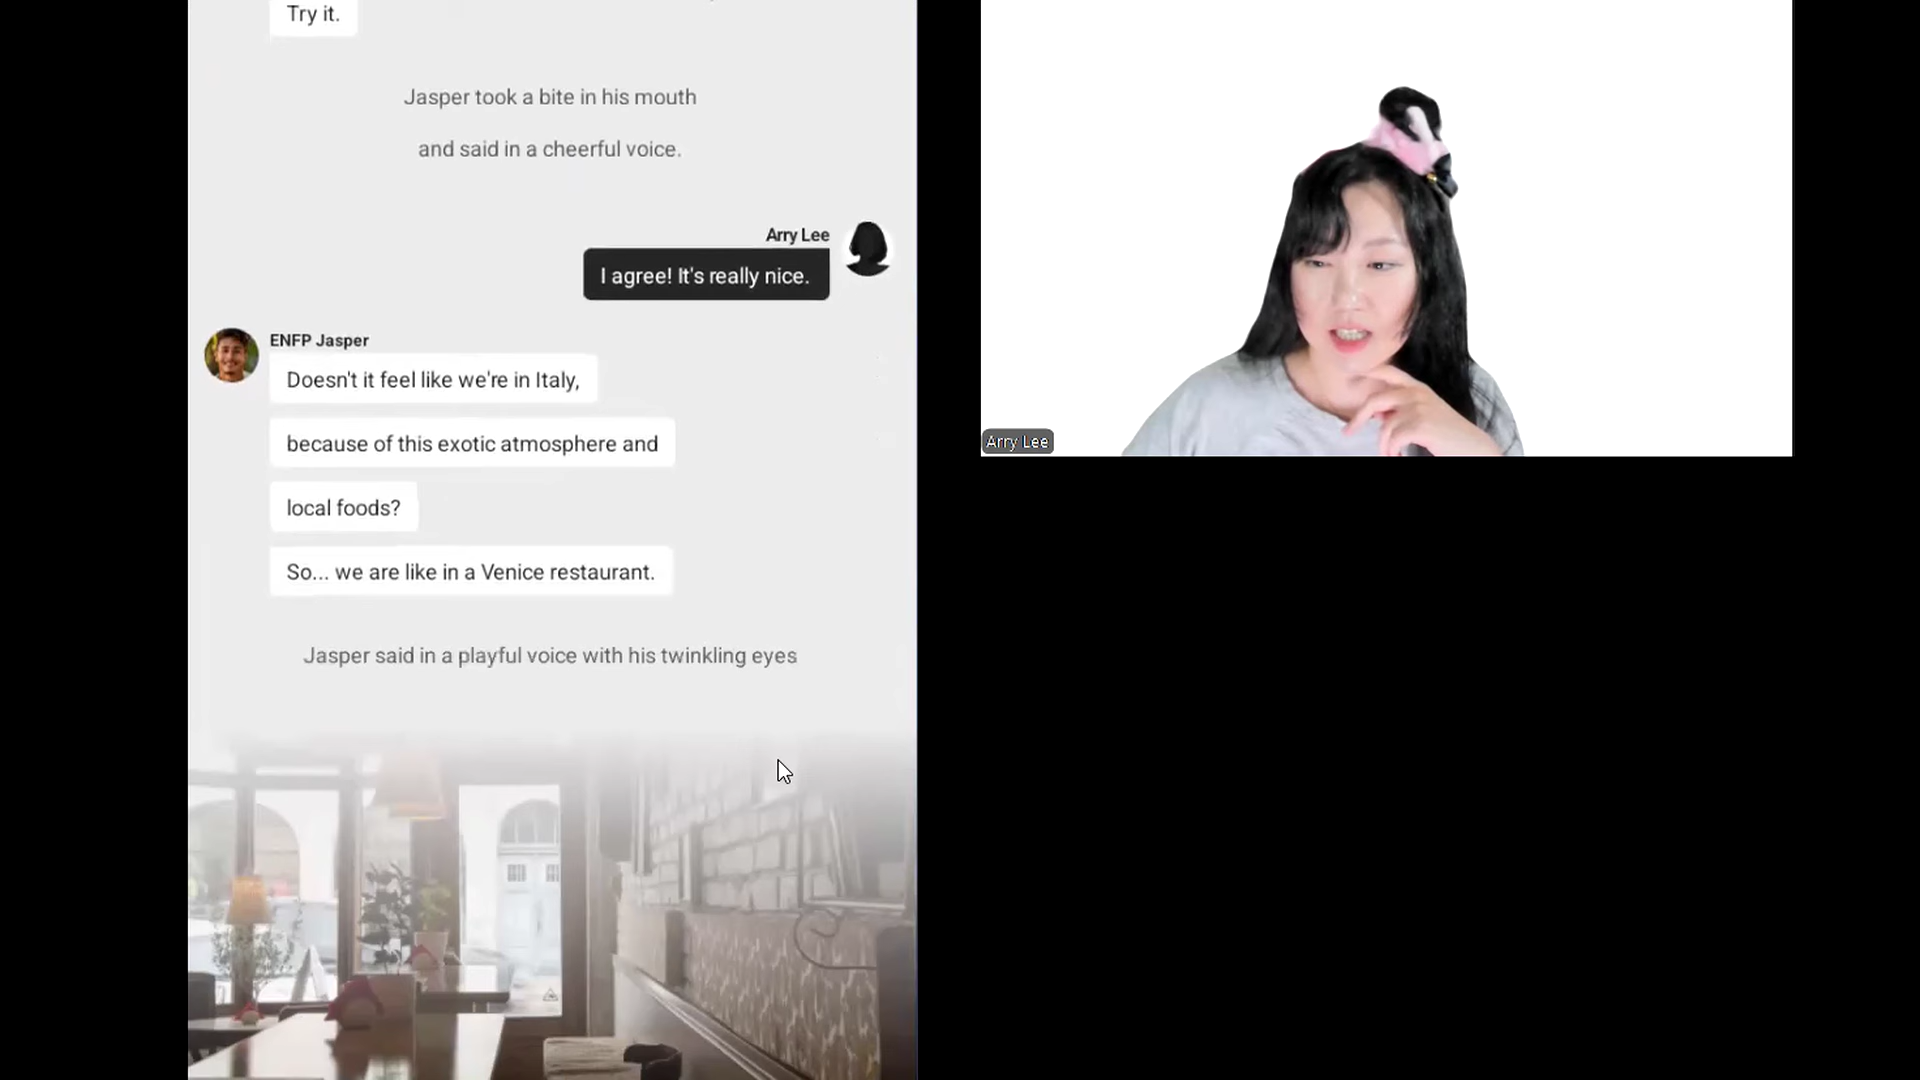 Try it.
Jasper took a bite in his mouth
and said in a cheerful voice.
Arry Lee
I agree! It's really nice.
ENFP Jasper
Doesn't it feel like we're in Italy,
because of this exotic atmosphere and
local foods?
So... we are like in a Venice restaurant.
Jasper said in a playful voice with his twinkling eyes
Arry Lee